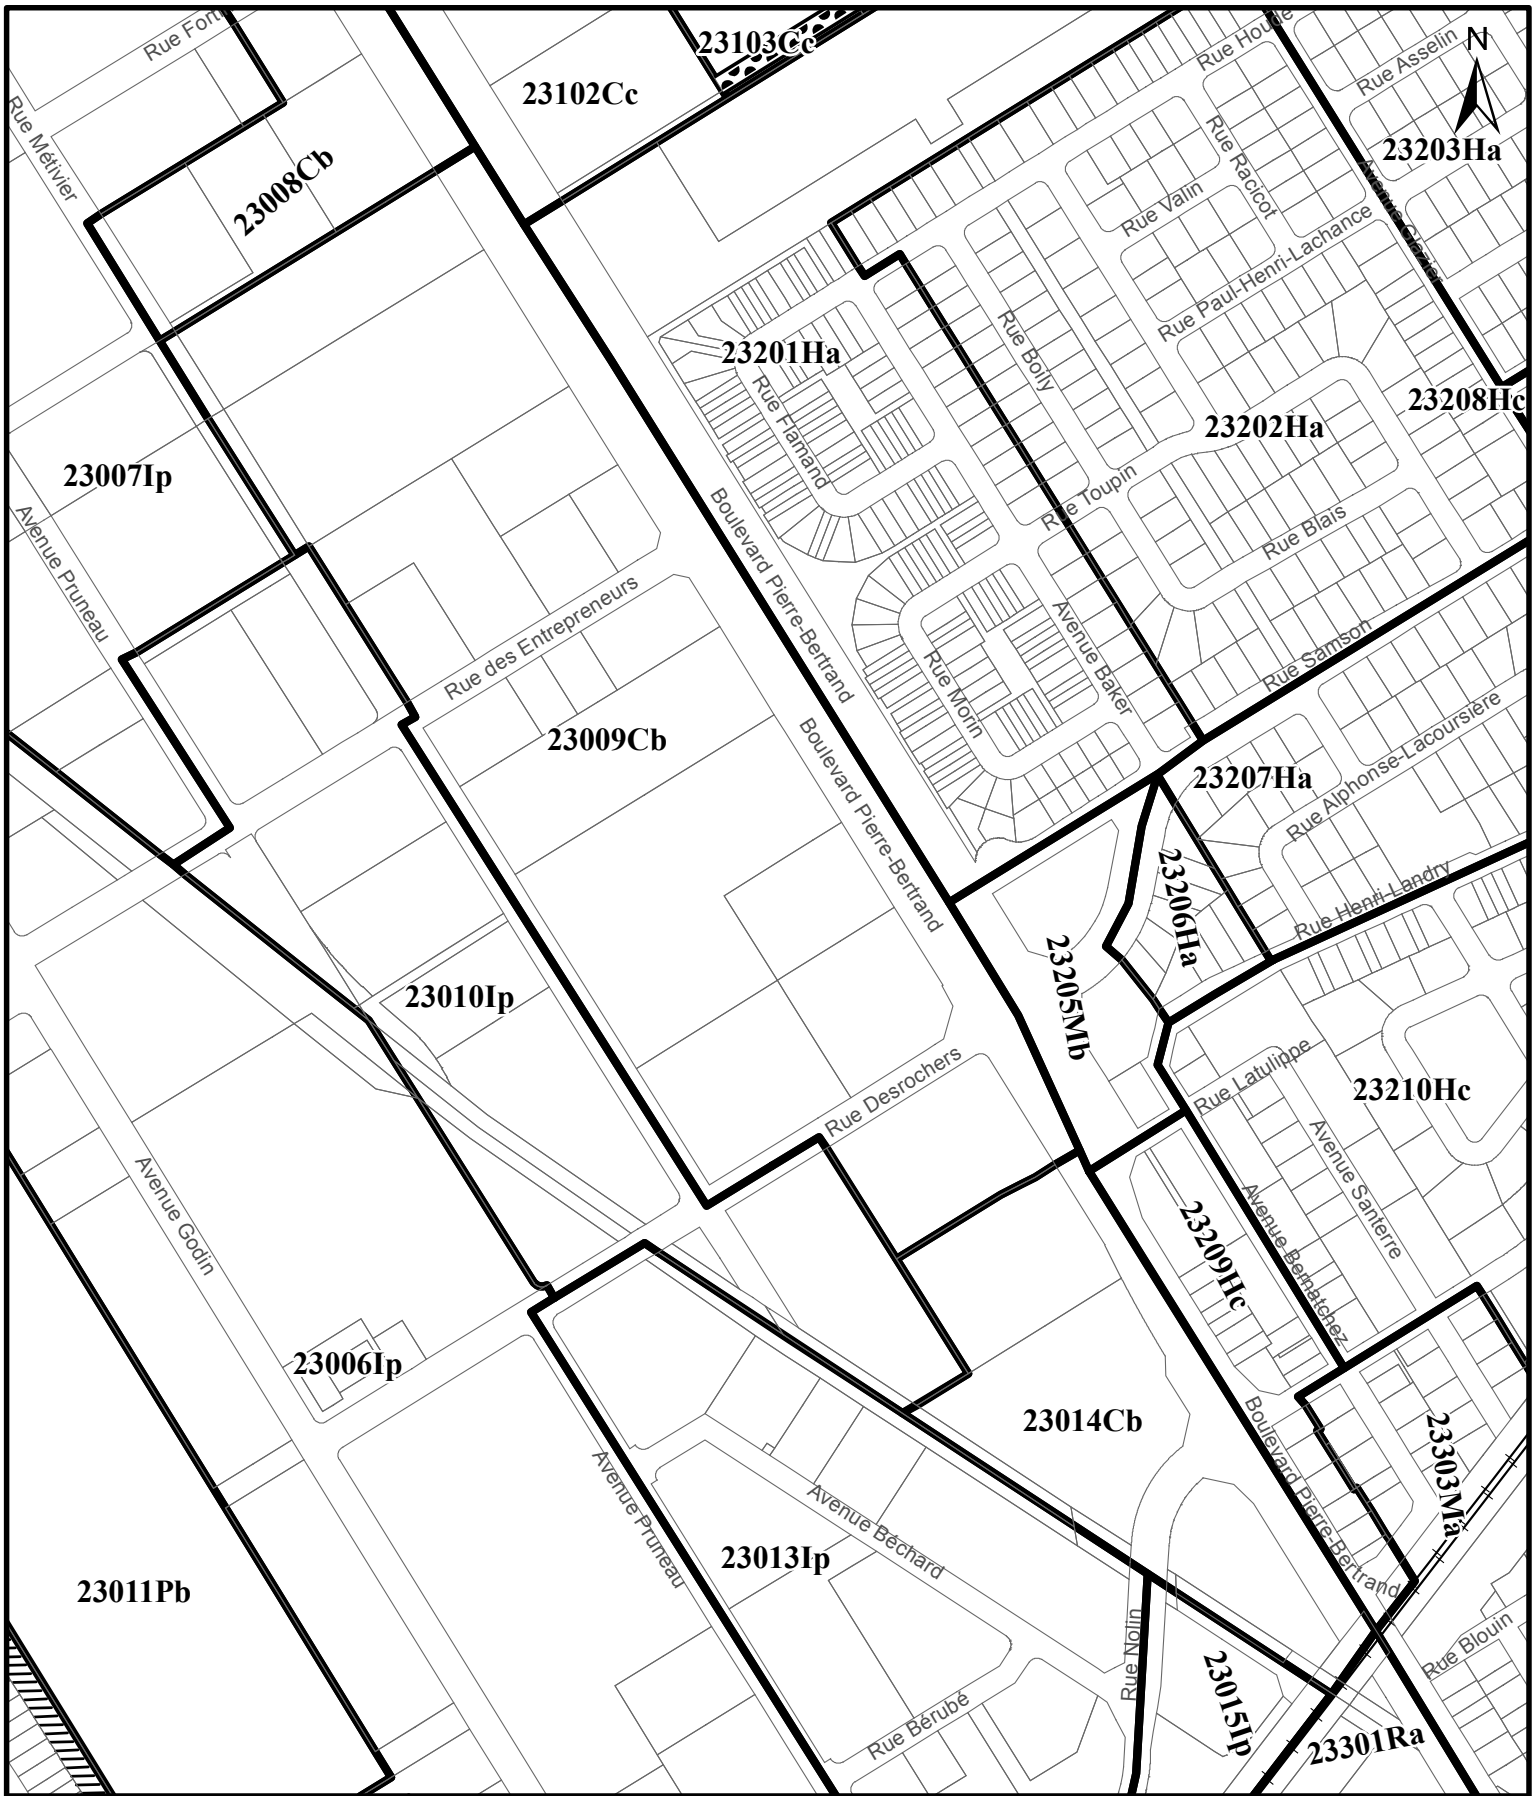 Rue Forti
23103Cc
Rue Houde
N
Rue Asselin
23102Cc
Rue Métivier
23008Cb
Rue Racicot
23203Ha
Rue Valin
Avenue Glazier
Rue Paul-Henri-Lachance
23201Ha
Rue Boily
Rue Flamand
23208Hc
23202Ha
23007Ip
Rue Toupin
Boulevard Pierre-Bertrand
Avenue Pruneau
Rue Blais
Rue des Entrepreneurs
Avenue Baker
Rue Samson
Rue Morin
23009Cb
Boulevard Pierre-Bertrand
23207Ha
Rue Alphonse-Lacoursière
23206Ha
Rue Henri-Landry
23205Mb
23010Ip
Rue Latulippe
23210Hc
Rue Desrochers
Avenue Godin
Avenue Santerre
Avenue Bernatchez
23209Hc
23006Ip
23014Cb
Boulevard Pierre-Bertrand
23303Ma
Avenue Pruneau
Avenue Béchard
23013Ip
23011Pb
Rue Nolin
Rue Blouin
23015Ip
Rue Bérubé
23301Ra